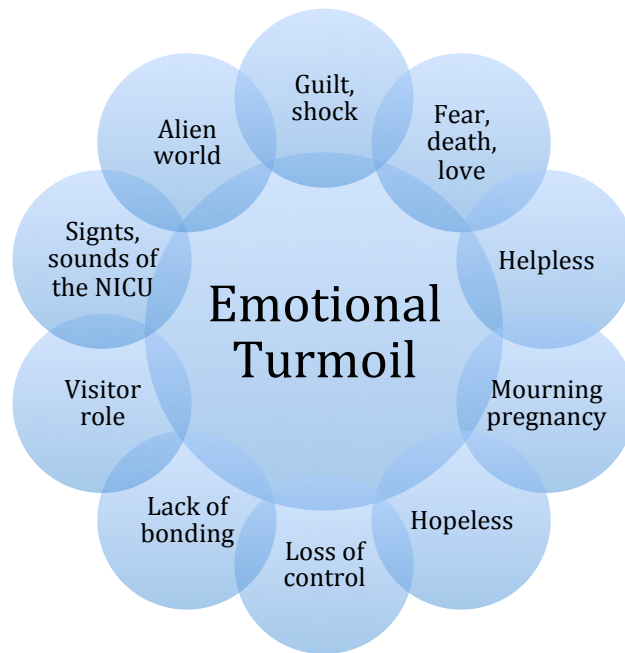 Guilt,
shock
Fear,
death,
love
Helpless
Mourning
pregnancy
Hopeless
Loss of
control
Lack of
bonding
Visitor
role
Signts,
sounds of
the NICU
Alien
world
Emotional
Turmoil